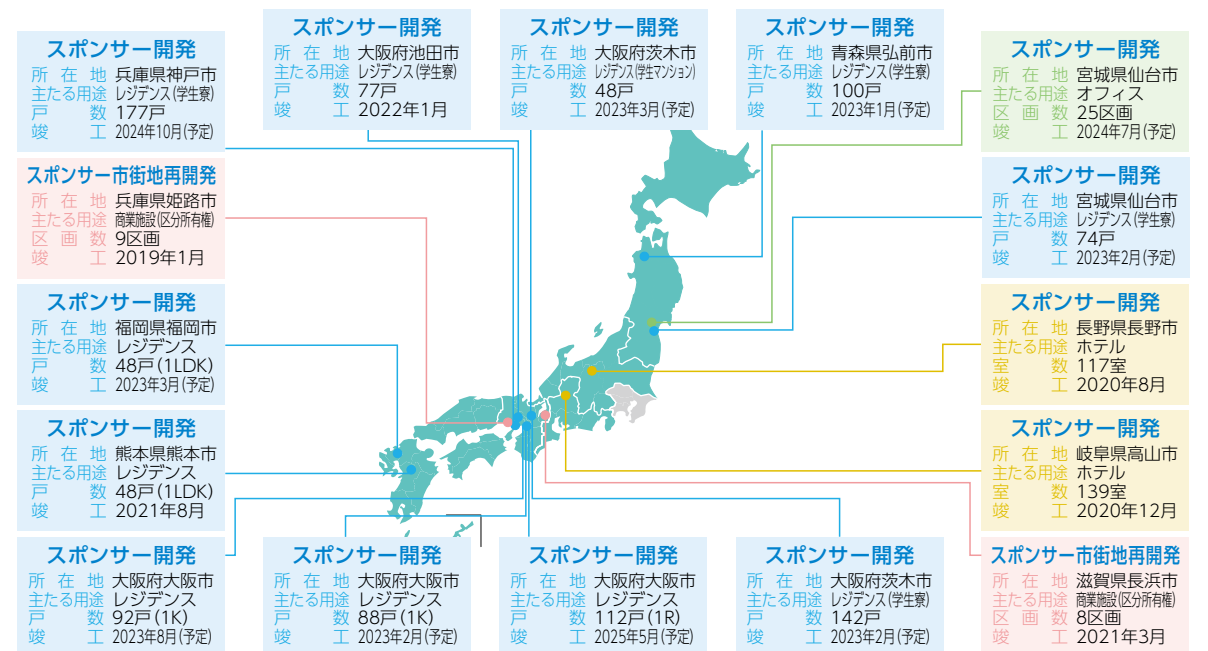 スポンサー開発
所在地 兵庫県神戸市
主たる用途 レジデンス(学生寮)
戸数 177戸
竣工 2024年10月(予定)
スポンサー開発
所在地 大阪府池田市
主たる用途 レジデンス(学生寮)
戸数 77戸
竣工 2022年1月
スポンサー開発
所在地 大阪府茨木市
主たる用途 レジデンス(学生マンション)
戸数 48戸
竣工 2023年3月(予定)
スポンサー開発
所在地 青森県弘前市
主たる用途 レジデンス(学生寮)
戸数 100戸
竣工 2023年1月(予定)
スポンサー開発
所在地 宮城県仙台市
主たる用途 オフィス
区画数 25区画
竣工 2024年7月(予定)
スポンサー市街地再開発
所在地 兵庫県姫路市
主たる用途 商業施設(区分所有権)
区画数 9区画
竣工 2019年1月
スポンサー開発
所在地 宮城県仙台市
主たる用途 レジデンス(学生寮)
戸数 74戸
竣工 2023年2月(予定)
スポンサー開発
所在地 福岡県福岡市
主たる用途 レジデンス
戸数 48戸(1LDK)
竣工 2023年3月(予定)
スポンサー開発
所在地 長野県長野市
主たる用途 ホテル
室数 117室
竣工 2020年8月
スポンサー開発
所在地 熊本県熊本市
主たる用途 レジデンス
戸数 48戸(1LDK)
竣工 2021年8月
スポンサー開発
所在地 岐阜県高山市
主たる用途 ホテル
室数 139室
竣工 2020年12月
スポンサー開発
所在地 大阪府大阪市
主たる用途 レジデンス
戸数 92戸(1K)
竣工 2023年8月(予定)
スポンサー開発
所在地 大阪府大阪市
主たる用途 レジデンス
戸数 88戸(1K)
竣工 2023年2月(予定)
スポンサー開発
所在地 大阪府大阪市
主たる用途 レジデンス
戸数 112戸(1R)
竣工 2025年5月(予定)
スポンサー開発
所在地 大阪府茨木市
主たる用途 レジデンス(学生寮)
戸数 142戸
竣工 2023年2月(予定)
スポンサー市街地再開発
所在地 滋賀県長浜市
主たる用途 商業施設(区分所有権)
区画数 8区画
竣工 2021年3月